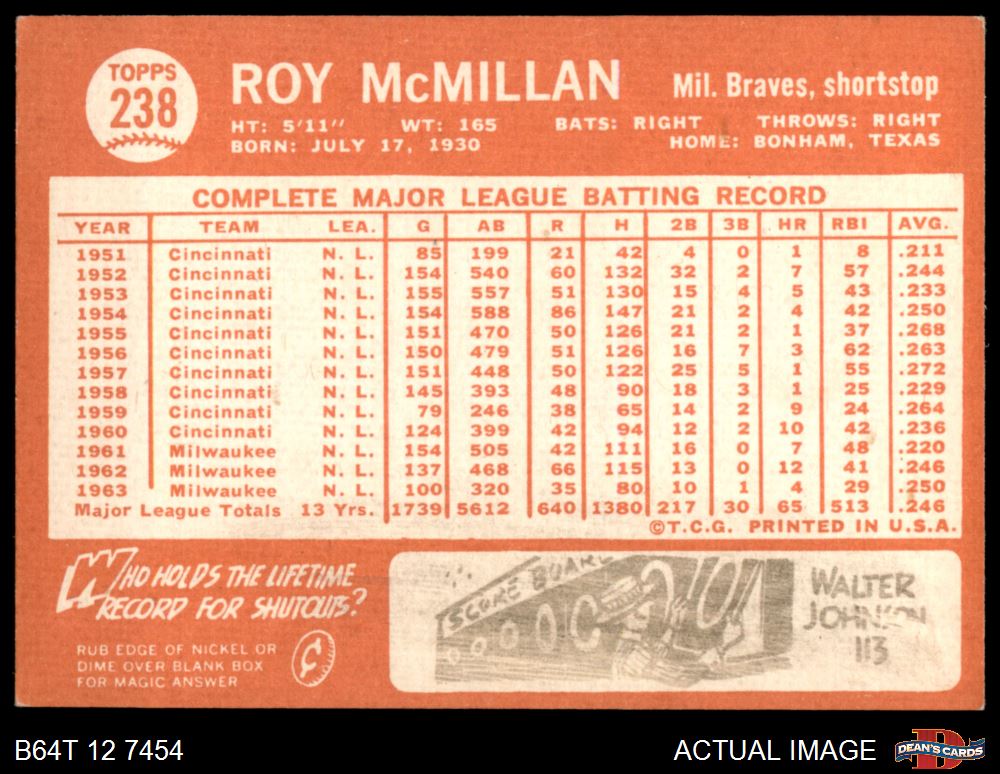 TOPPS
238
ROY McMILLAN
Mil. Braves, shortstop
HT: 5'11" WT: 165 BATS: RIGHT THROWS: RIGHT
BORN: JULY 17, 1930 HOME: BONHAM, TEXAS
COMPLETE MAJOR LEAGUE BATTING RECORD
YEAR TEAM LEA. G AB R H 2B 3B HR RBI AVG.
1951 Cincinnati N. L. 85 199 21 42 4 0 1 8 .211
1952 Cincinnati N. L. 154 540 60 132 32 2 7 57 .244
1953 Cincinnati N. L. 155 557 51 130 15 4 5 43 .233
1954 Cincinnati N. L. 154 588 86 147 21 2 4 42 .250
1955 Cincinnati N. L. 151 470 50 126 21 2 1 37 .268
1956 Cincinnati N. L. 150 479 51 126 16 7 3 62 .263
1957 Cincinnati N. L. 151 448 50 122 25 5 1 55 .272
1958 Cincinnati N. L. 145 393 48 90 18 3 1 25 .229
1959 Cincinnati N. L. 79 246 38 65 14 2 9 24 .264
1960 Cincinnati N. L. 124 399 42 94 12 2 10 42 .236
1961 Milwaukee N. L. 154 505 42 111 16 0 7 48 .220
1962 Milwaukee N. L. 137 468 66 115 13 0 12 41 .246
1963 Milwaukee N. L. 100 320 35 80 10 1 4 29 .250
Major League Totals 13 Yrs. 1739 5612 640 1380 217 30 65 513 .246
©T.C.G. PRINTED IN U.S.A.
WHO HOLDS THE LIFETIME
RECORD FOR SHUTOUTS?
RUB EDGE OF NICKEL OR
DIME OVER BLANK BOX
FOR MAGIC ANSWER
¢
SCORE BOARD
WALTER
JOHNSON
113
B64T 12 7454
ACTUAL IMAGE
D
DEAN'S CARDS